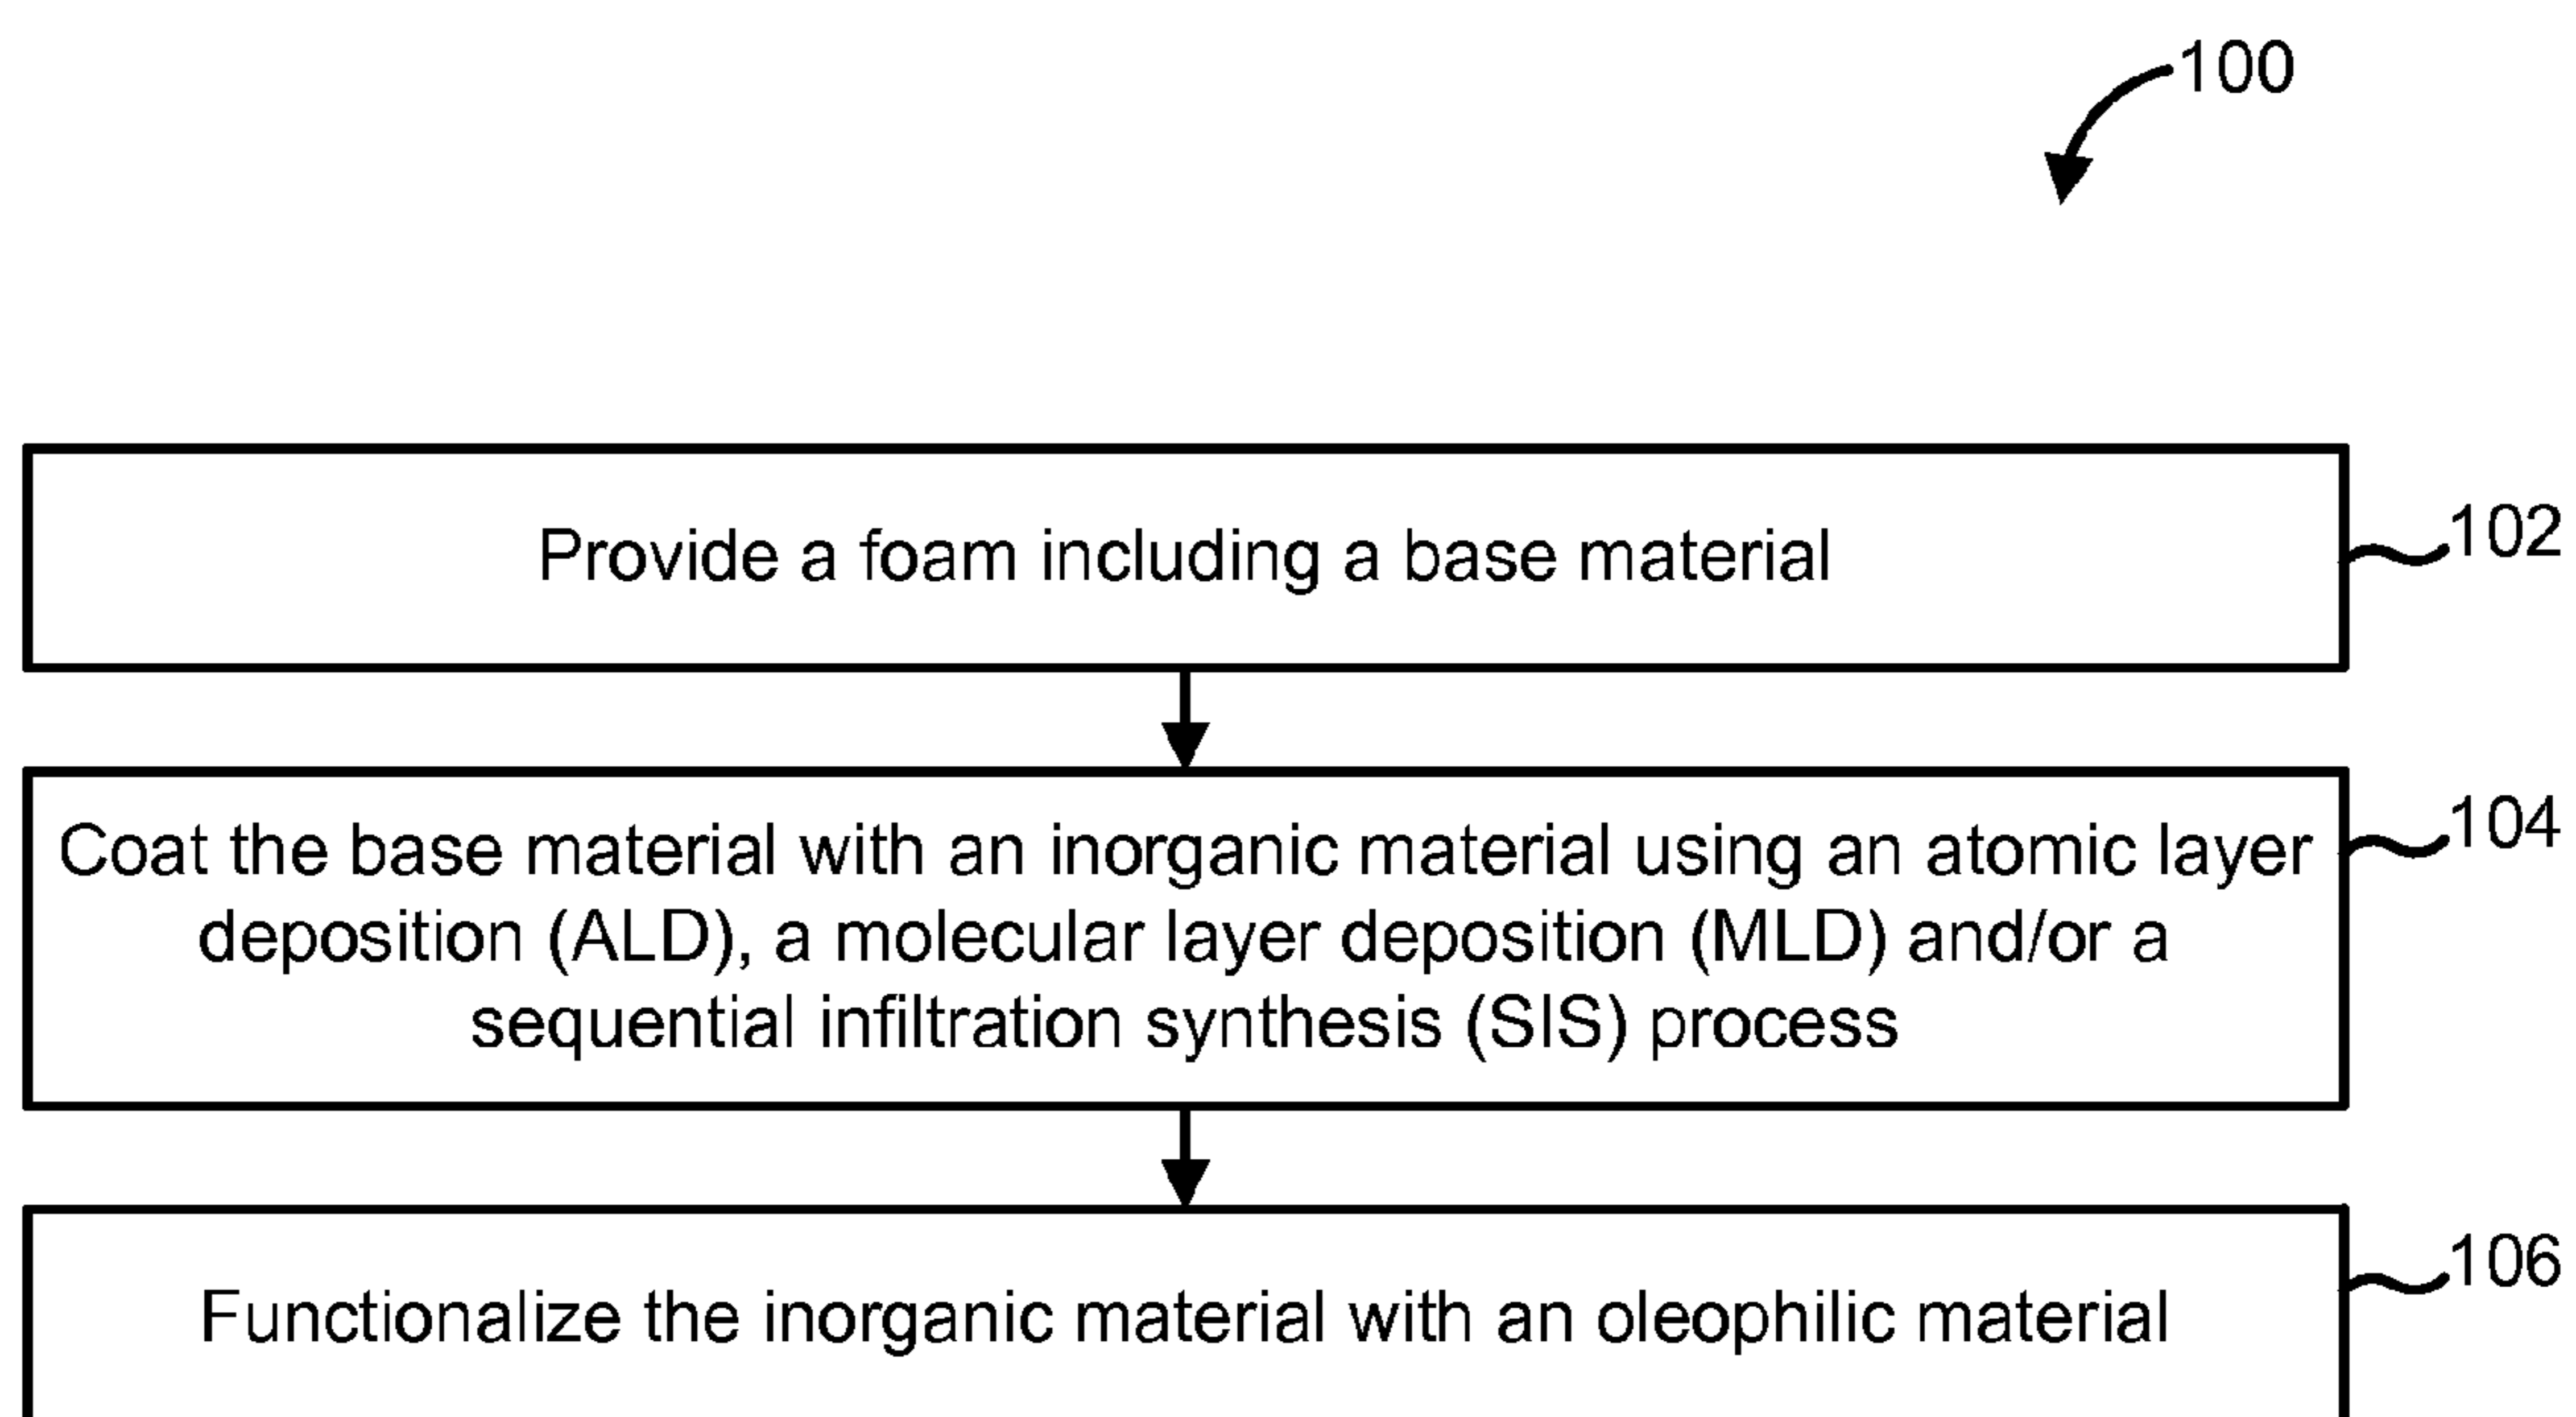 100
Provide a foam including a base material
102
Coat the base material with an inorganic material using an atomic layer
deposition (ALD), a molecular layer deposition (MLD) and/or a
sequential infiltration synthesis (SIS) process
104
Functionalize the inorganic material with an oleophilic material
106